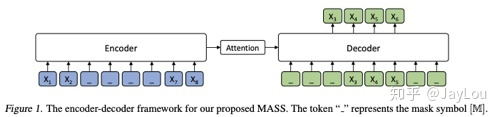 X3 X4 X5 X6
Encoder Attention Decoder
X1 X2 _ _ _ _ X7 X8 _ _ _ X3 X4 X5 _ _
知乎 @JayLou
Figure 1. The encoder-decoder framework for our proposed MASS. The token “_” represents the mask symbol [𝕄].